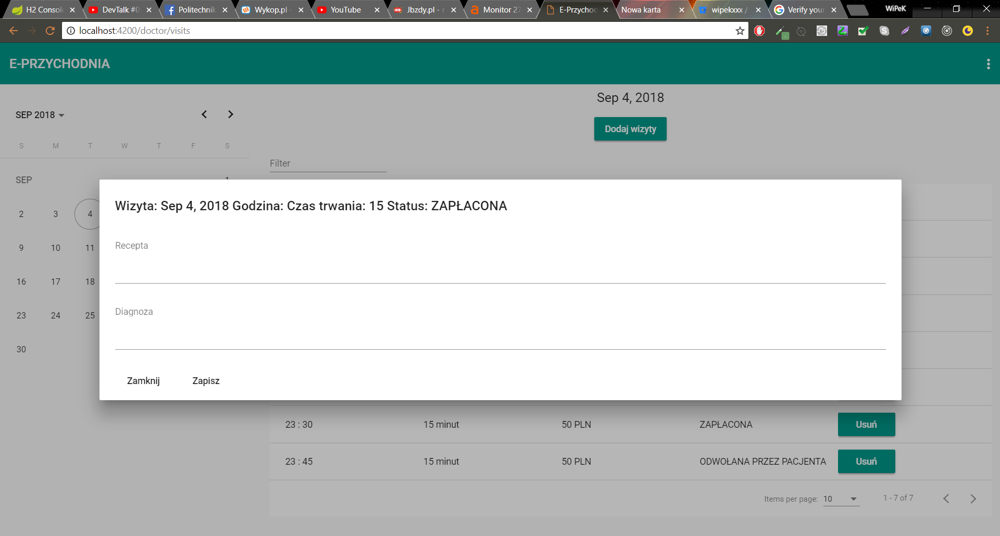 H2 Consol
DevTalk #0
Politechnik
Wykop.pl -
YouTube
Jbzdy.pl - r
Monitor 27
E-Przychod
Nowa karta
wipekxxx /
Verify your
WiPeK
localhost:4200/doctor/visits
E-PRZYCHODNIA
SEP 2018
S M T W T F S
SEP 1
2 3 4
9 10 11
16 17 18
23 24 25
30
Sep 4, 2018
Dodaj wizyty
Filter
Wizyta: Sep 4, 2018 Godzina: Czas trwania: 15 Status: ZAPŁACONA
Recepta
Diagnoza
Zamknij Zapisz
23 : 30 15 minut 50 PLN ZAPŁACONA Usuń
23 : 45 15 minut 50 PLN ODWOŁANA PRZEZ PACJENTA Usuń
Items per page: 10 1 - 7 of 7